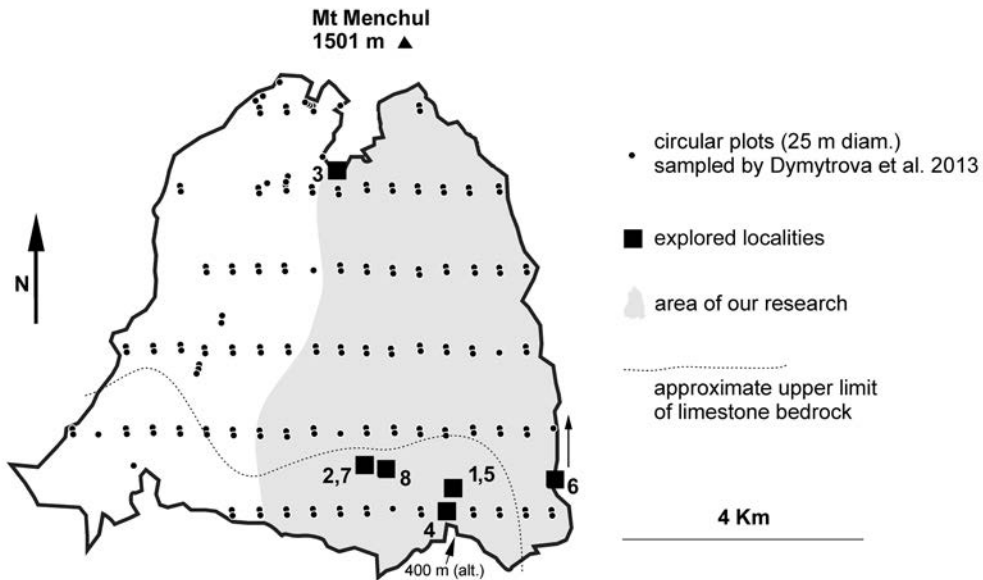 Mt Menchul
1501 m
circular plots (25 m diam.)
sampled by Dymytrova et al. 2013
3
explored localities
N
area of our research
approximate upper limit
of limestone bedrock
2,7
8
1,5
6
4
4 Km
400 m (alt.)